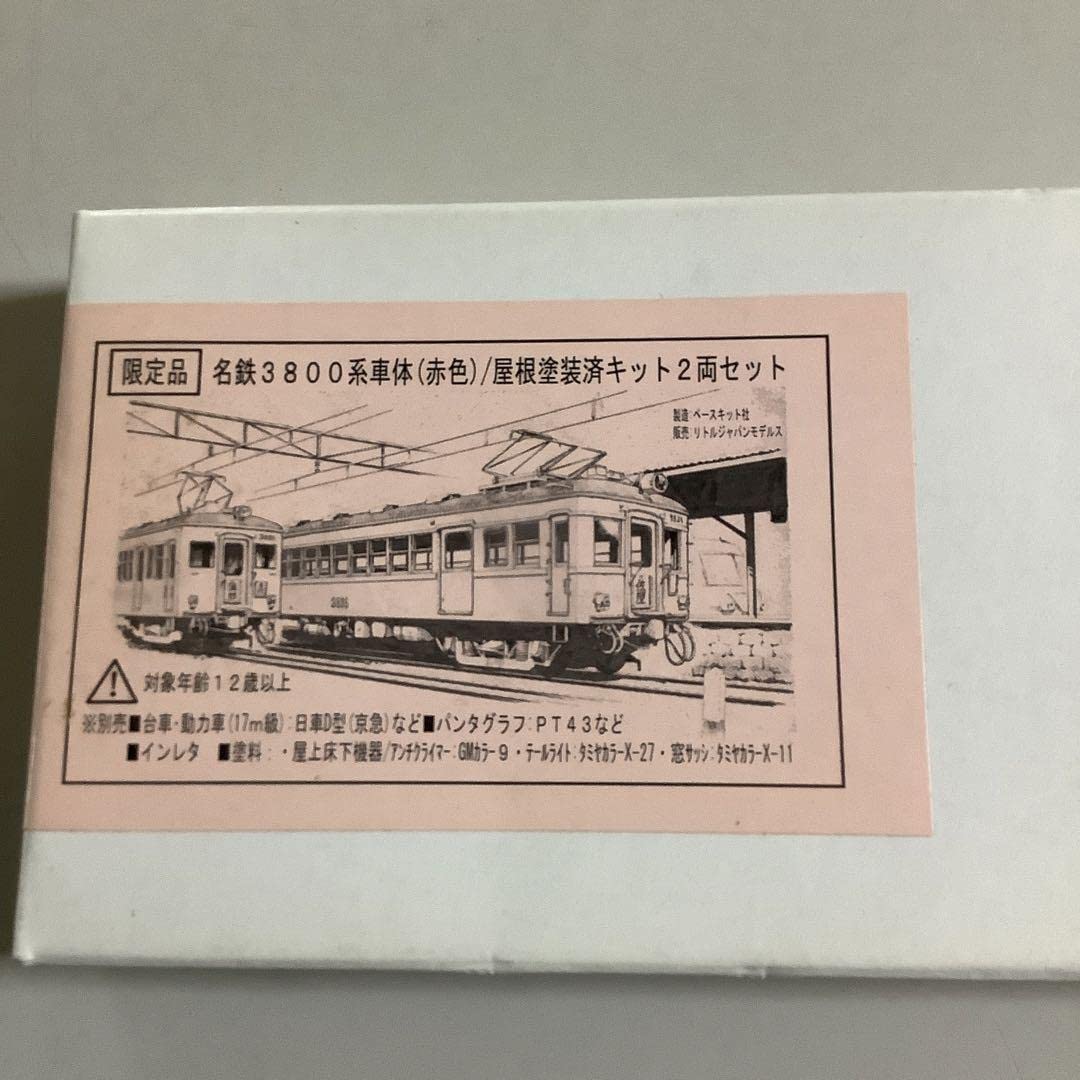 限定品 名鉄3800系車体(赤色)/屋根塗装済キット2両セット
製造:ペースキット社
販売:リトルジャパンモデルス
対象年齢12歳以上
※別売■台車・動力車(17m級):日車D型(京急)など■パンタグラフ:PT43など
■インレタ ■塗料:・屋上床下機器/アンチクライマー:GMカラー9・テールライト:タミヤカラーX-27・窓サッシ:タミヤカラーX-11